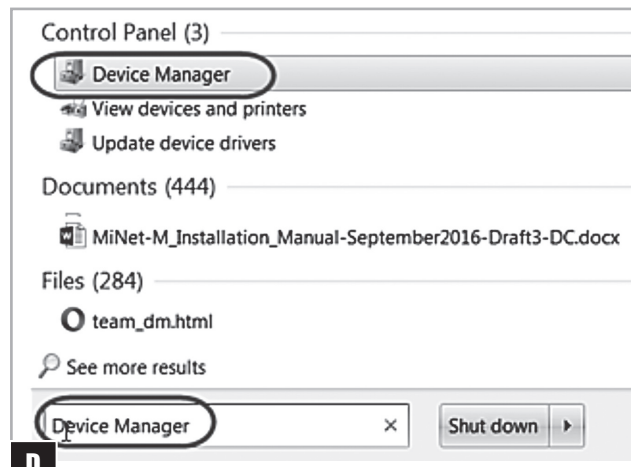 Control Panel (3)
Device Manager
View devices and printers
Update device drivers
Documents (444)
MiNet-M_Installation_Manual-September2016-Draft3-DC.docx
Files (284)
team_dm.html
See more results
Device Manager
Shut down
D